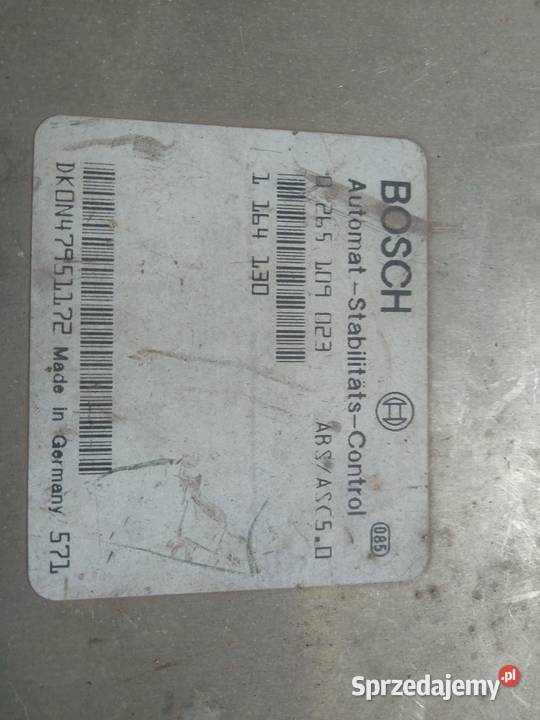 BOSCH
Automat-Stabilitäts-Control 085
0 265 109 023 ABS/ASC5.0
1 164 130
DKON47951172 Made in Germany 571
Sprzedajemy.pl